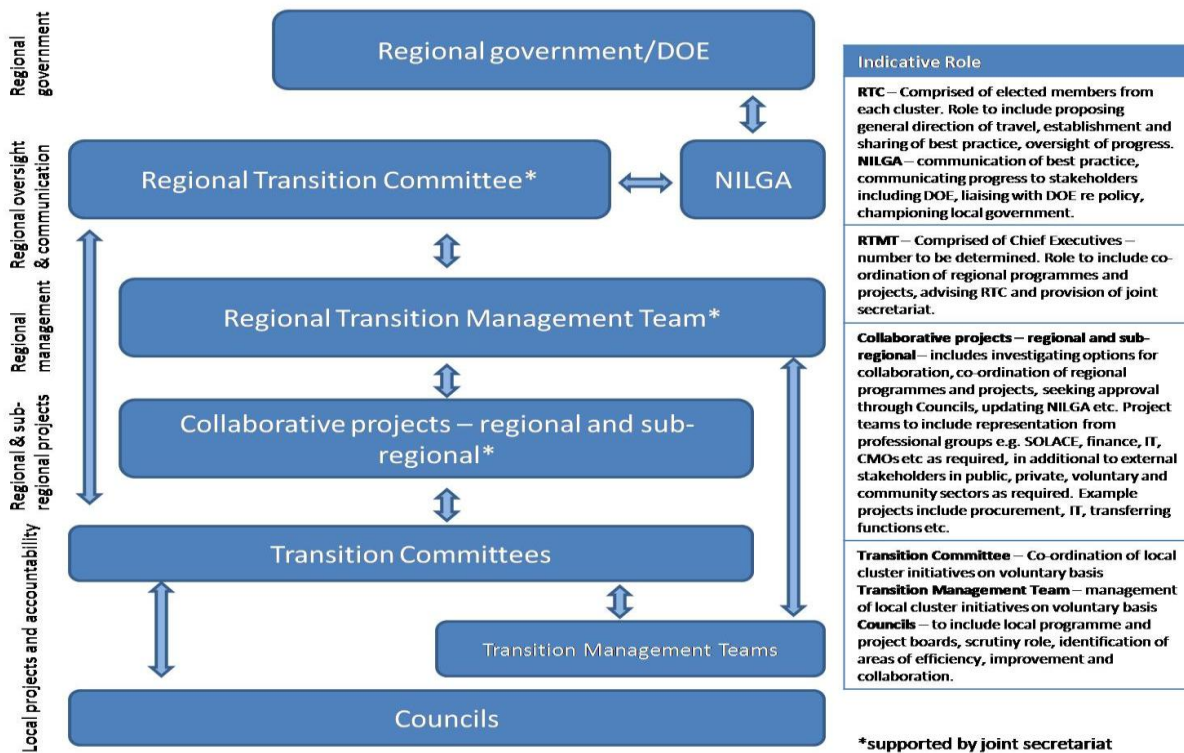 Regional
government
Regional government/DOE
Regional oversight
& communication
Regional Transition Committee*
NILGA
Regional
management
Regional Transition Management Team*
Regional & sub-
regional projects
Collaborative projects – regional and sub-
regional*
Local projects and accountability
Transition Committees
Transition Management Teams
Councils
Indicative Role
RTC – Comprised of elected members from
each cluster. Role to include proposing
general direction of travel, establishment and
sharing of best practice, oversight of progress.
NILGA – communication of best practice,
communicating progress to stakeholders
including DOE, liaising with DOE re policy,
championing local government.
RTMT – Comprised of Chief Executives –
number to be determined. Role to include co-
ordination of regional programmes and
projects, advising RTC and provision of joint
secretariat.
Collaborative projects – regional and sub-
regional – includes investigating options for
collaboration, co-ordination of regional
programmes and projects, seeking approval
through Councils, updating NILGA etc. Project
teams to include representation from
professional groups e.g. SOLACE, finance, IT,
CMOs etc as required, in additional to external
stakeholders in public, private, voluntary and
community sectors as required. Example
projects include procurement, IT, transferring
functions etc.
Transition Committee – Co-ordination of local
cluster initiatives on voluntary basis
Transition Management Team – management
of local cluster initiatives on voluntary basis
Councils – to include local programme and
project boards, scrutiny role, identification of
areas of efficiency, improvement and
collaboration.
*supported by joint secretariat